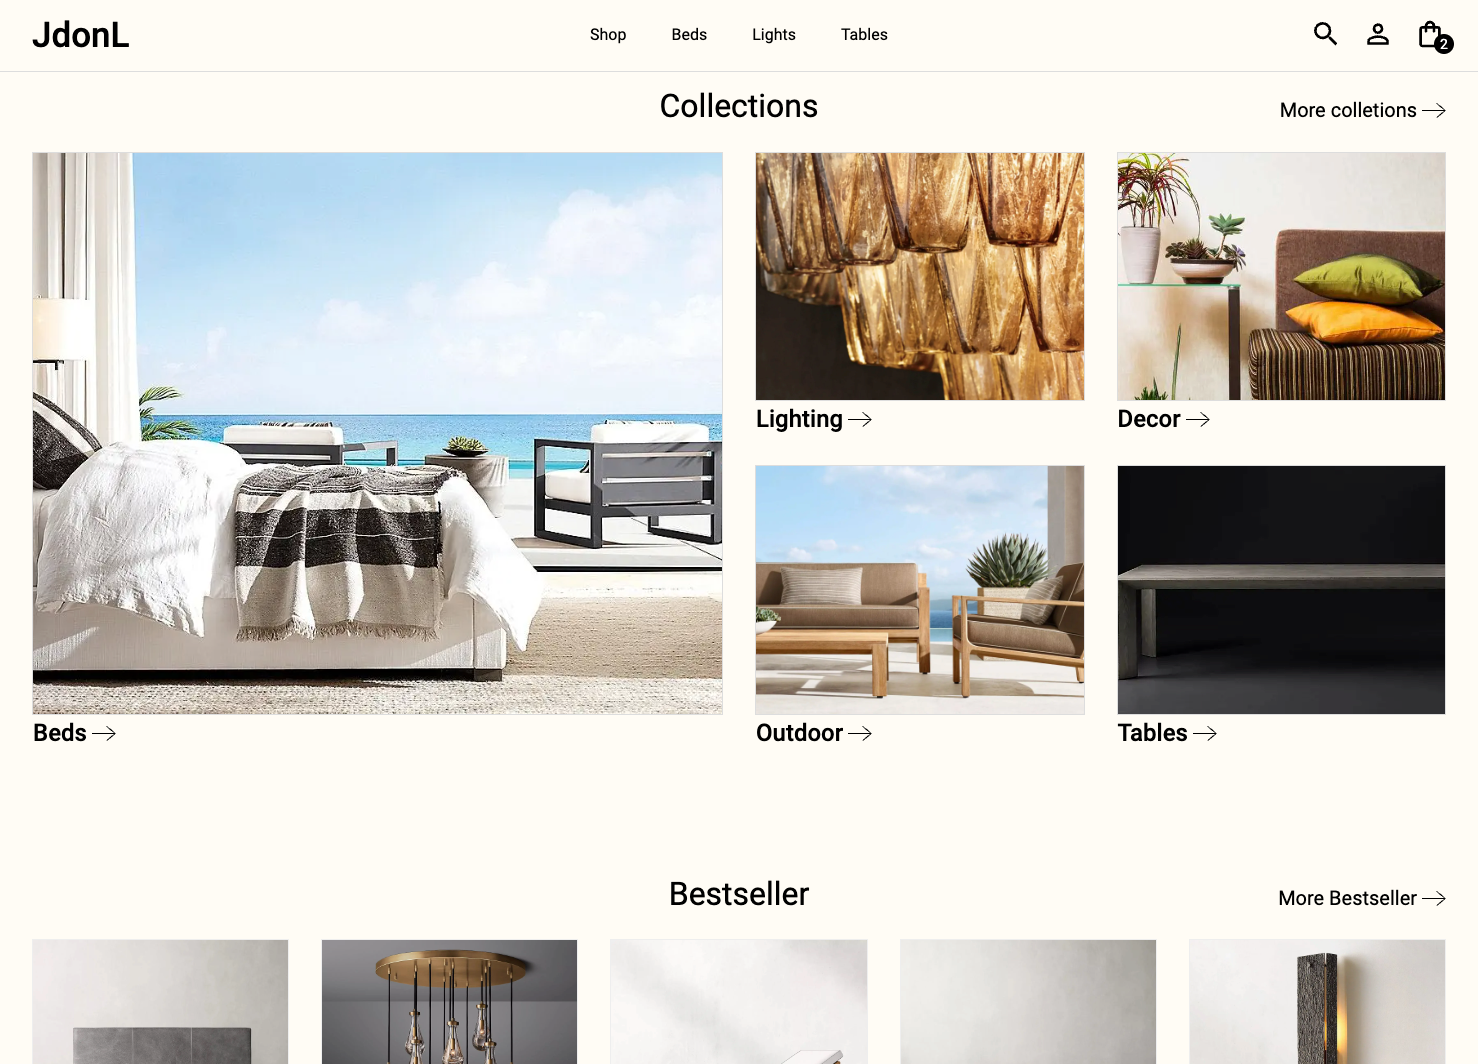 JdonL
Shop Beds Lights Tables
2
Collections
More colletions
Lighting
Decor
Beds
Outdoor
Tables
Bestseller
More Bestseller